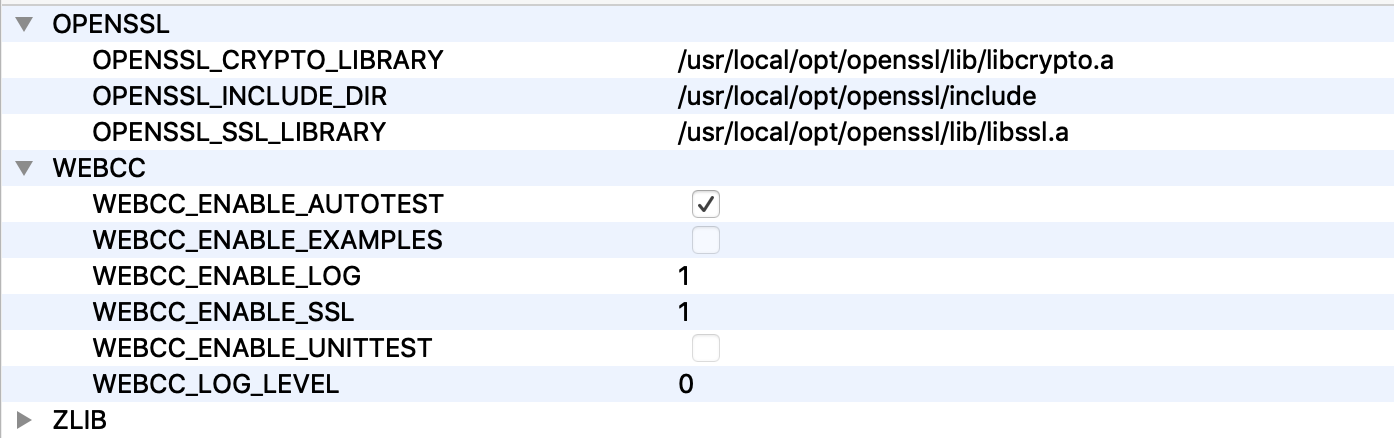 OPENSSL
OPENSSL_CRYPTO_LIBRARY /usr/local/opt/openssl/lib/libcrypto.a
OPENSSL_INCLUDE_DIR /usr/local/opt/openssl/include
OPENSSL_SSL_LIBRARY /usr/local/opt/openssl/lib/libssl.a
WEBCC
WEBCC_ENABLE_AUTOTEST
WEBCC_ENABLE_EXAMPLES
WEBCC_ENABLE_LOG 1
WEBCC_ENABLE_SSL 1
WEBCC_ENABLE_UNITTEST
WEBCC_LOG_LEVEL 0
ZLIB